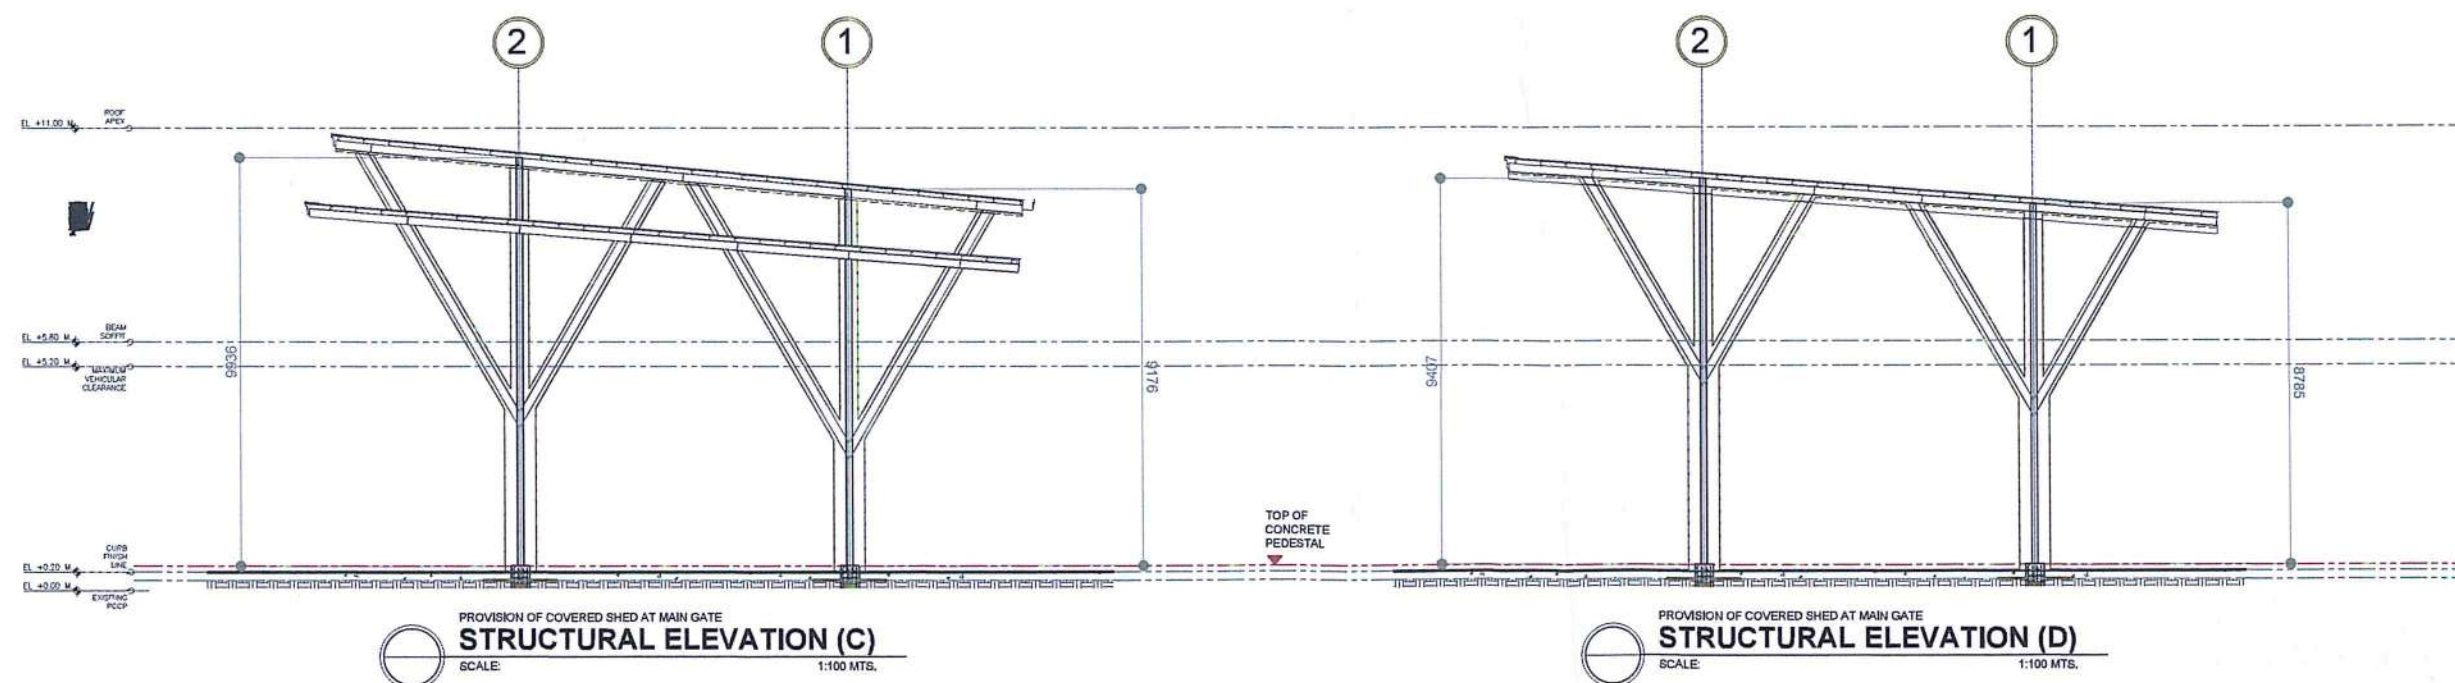 2
1
2
1
EL +11.00 M
ROOF
APEX
EL +5.80 M
BEAM
SOFFIT
EL +5.20 M
MAXIMUM
VEHICULAR
CLEARANCE
9936
9176
9407
8785
TOP OF
CONCRETE
PEDESTAL
CURB
FINISH
LINE
EL +0.20 M
EL +0.00 M
EXISTING
PCCP
PROVISION OF COVERED SHED AT MAIN GATE
STRUCTURAL ELEVATION (C)
SCALE: 1:100 MTS.
PROVISION OF COVERED SHED AT MAIN GATE
STRUCTURAL ELEVATION (D)
SCALE: 1:100 MTS.